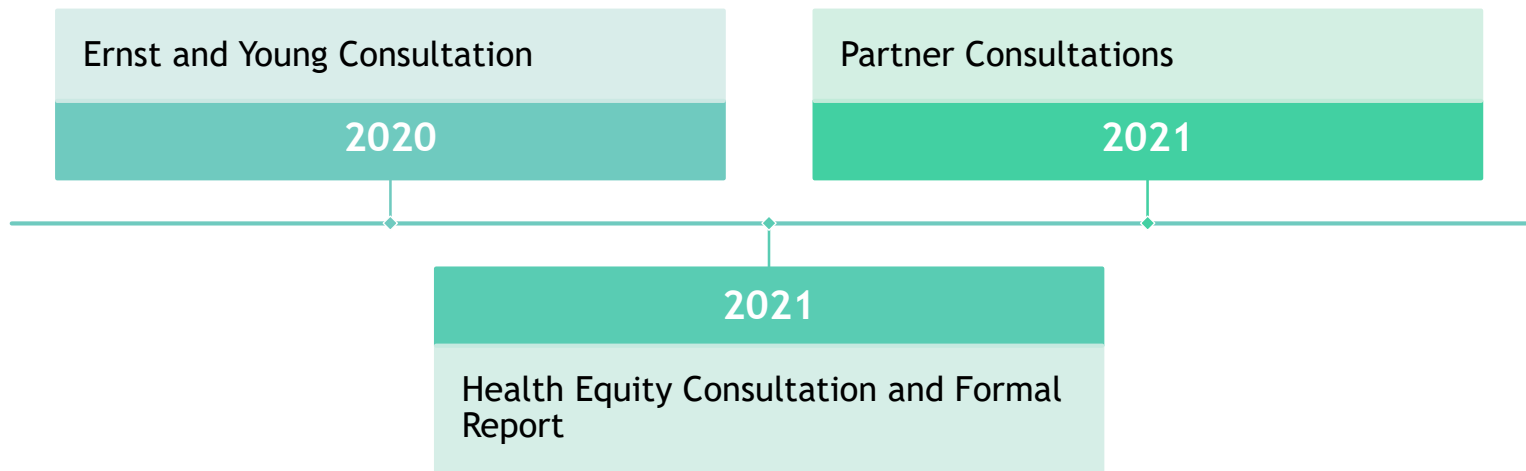 Ernst and Young Consultation
2020
2021
Health Equity Consultation and Formal
Report
Partner Consultations
2021